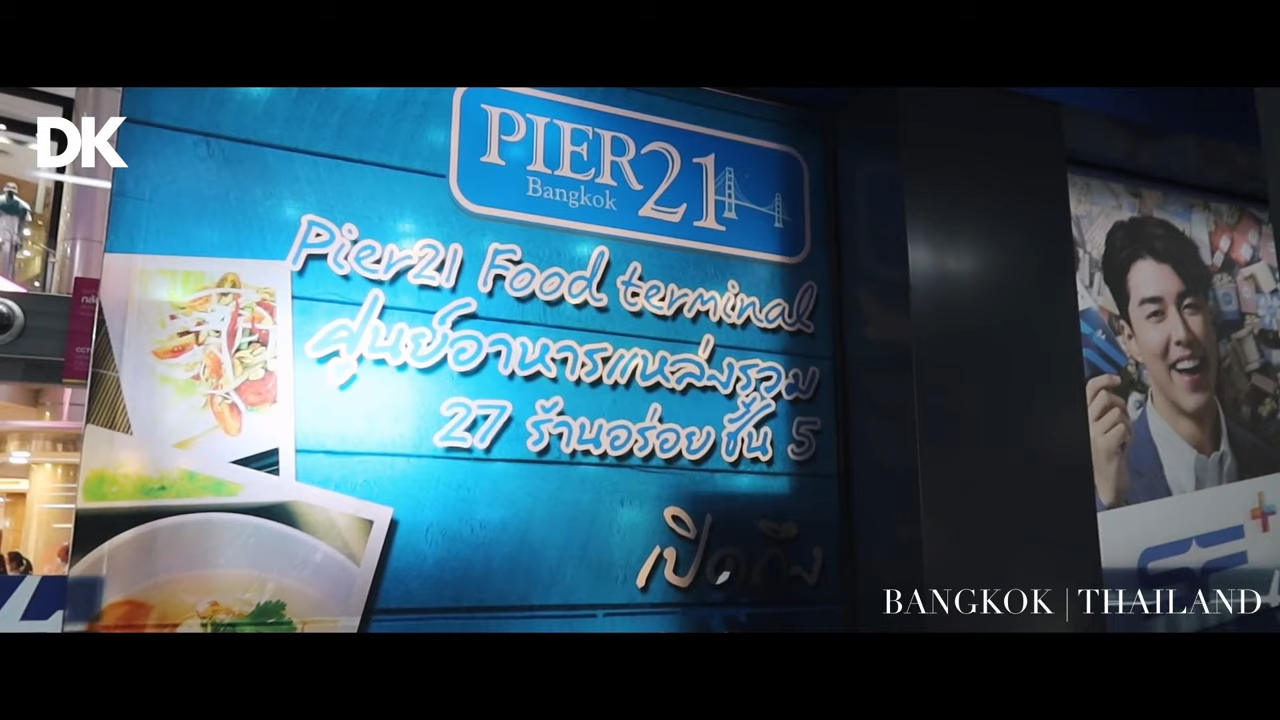 DK
PIER21
Bangkok
Pier21 Food terminal
ศูนย์อาหารแหล่งรวม
27 ร้านอร่อย ชั้น 5
เปิดถึง
SF+
BANGKOK | THAILAND